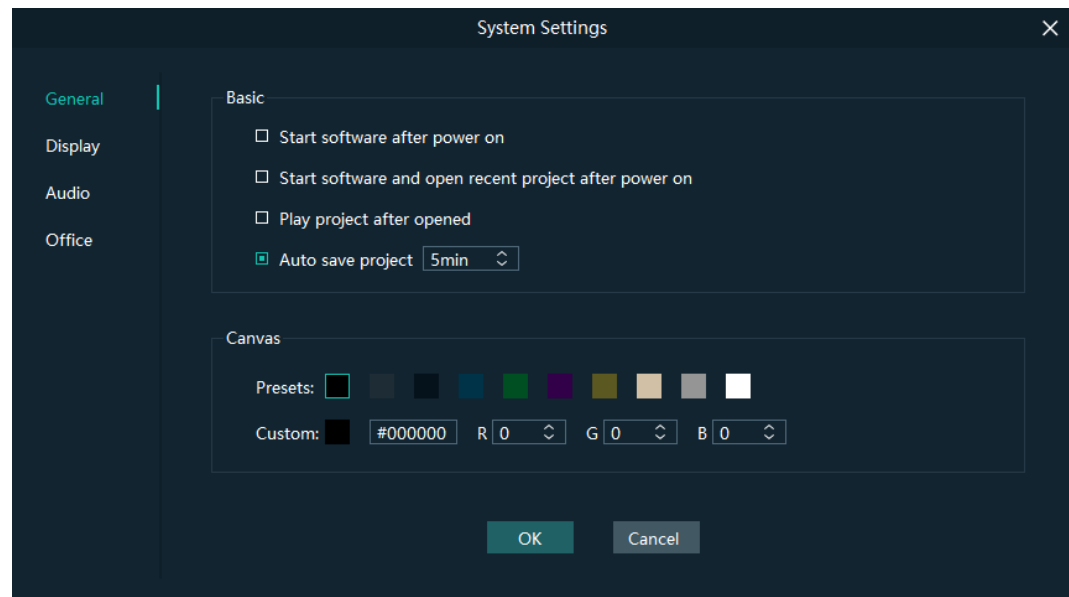 System Settings
General
Display
Audio
Office
Basic
Start software after power on
Start software and open recent project after power on
Play project after opened
Auto save project 5min
Canvas
Presets:
Custom: #000000 R 0 G 0 B 0
OK Cancel